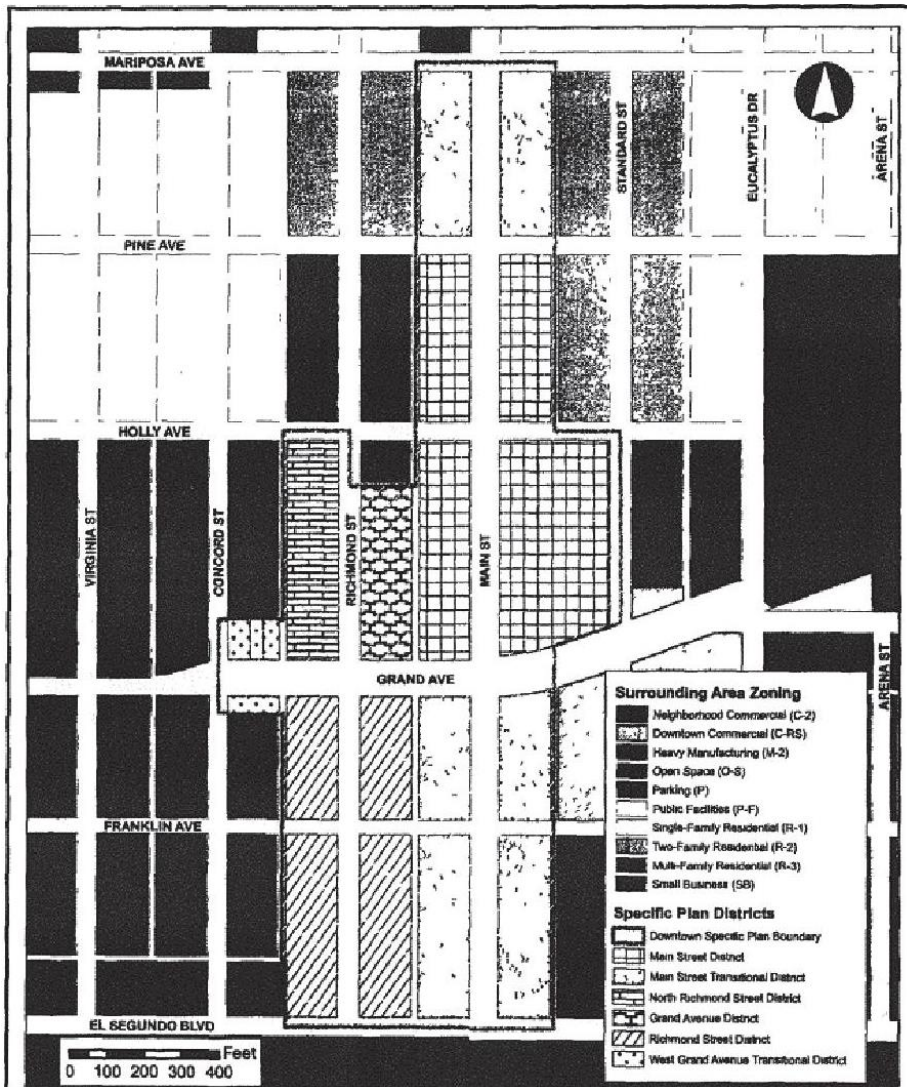 MARIPOSA AVE
STANDARD ST
EUCALYPTUS DR
ARENA ST
PINE AVE
HOLLY AVE
VIRGINIA ST
CONCORD ST
RICHMOND ST
MAIN ST
GRAND AVE
ARENA ST
FRANKLIN AVE
EL SEGUNDO BLVD
Feet
0 100 200 300 400
Surrounding Area Zoning
Neighborhood Commercial (C-2)
Downtown Commercial (C-RS)
Heavy Manufacturing (M-2)
Open Space (O-S)
Parking (P)
Public Facilities (P-F)
Single-Family Residential (R-1)
Two-Family Residential (R-2)
Multi-Family Residential (R-3)
Small Business (SB)
Specific Plan Districts
Downtown Specific Plan Boundary
Main Street District
Main Street Transitional District
North Richmond Street District
Grand Avenue District
Richmond Street District
West Grand Avenue Transitional District